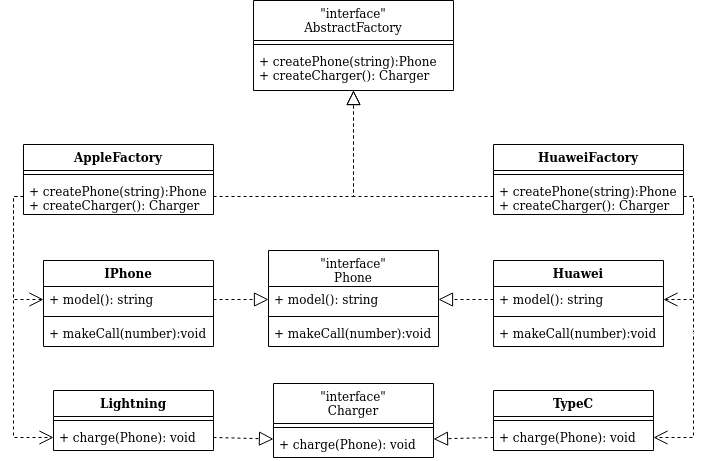 "interface"
AbstractFactory
+ createPhone(string):Phone
+ createCharger(): Charger
AppleFactory
+ createPhone(string):Phone
+ createCharger(): Charger
HuaweiFactory
+ createPhone(string):Phone
+ createCharger(): Charger
IPhone
+ model(): string
+ makeCall(number):void
"interface"
Phone
+ model(): string
+ makeCall(number):void
Huawei
+ model(): string
+ makeCall(number):void
Lightning
+ charge(Phone): void
"interface"
Charger
+ charge(Phone): void
TypeC
+ charge(Phone): void